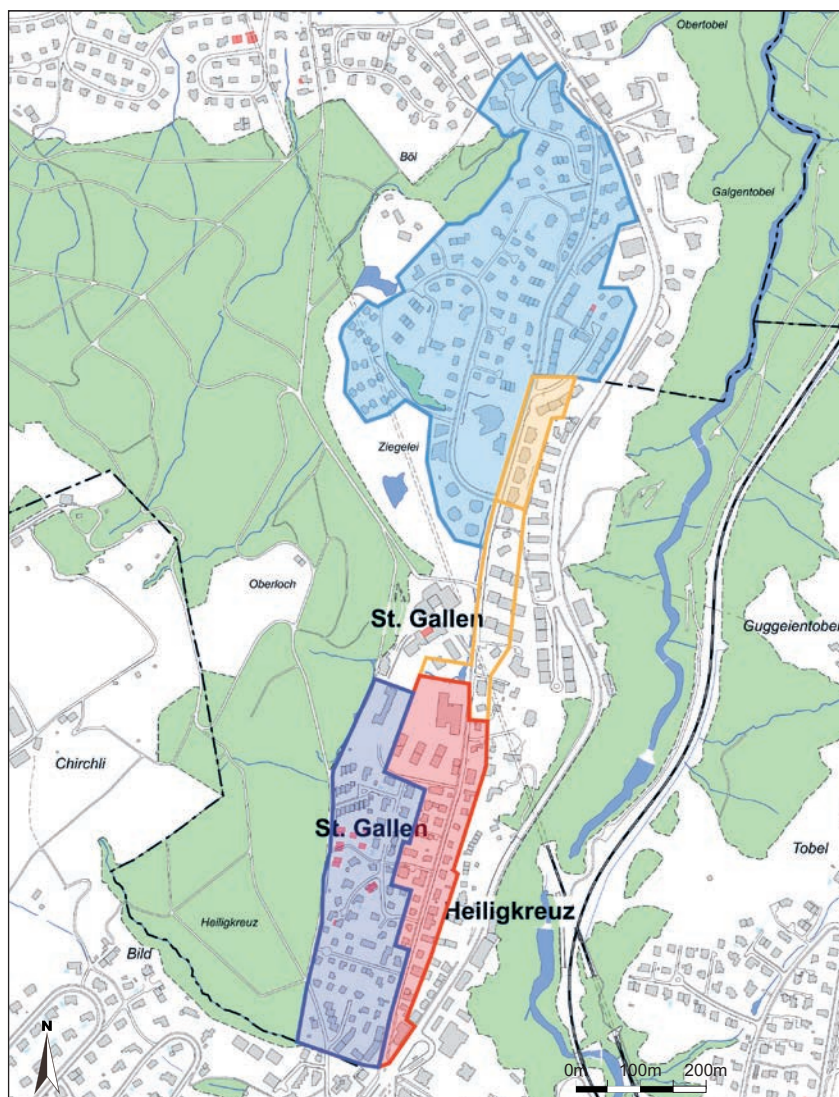 Obertobel
Böl
Galgentobel
Ziegelei
Oberloch
St. Gallen
Guggeientobel
Chirchli
St. Gallen
Tobel
Heiligkreuz
Heiligkreuz
Bild
N
0m 100m 200m